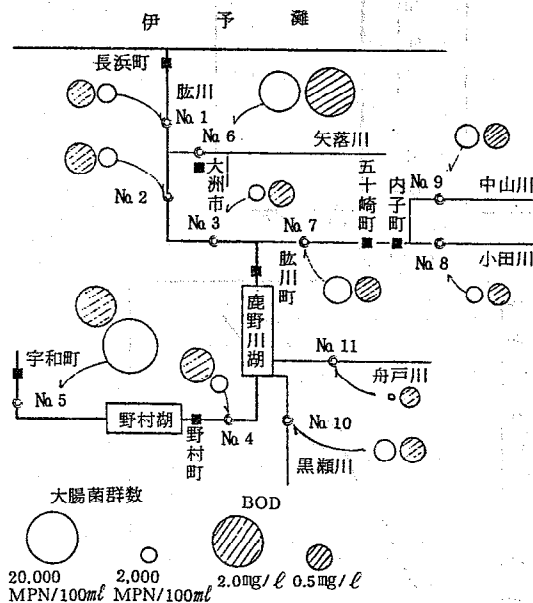 伊予灘
長浜町
肱川
No.1
No.6
矢落川
大洲市
No.2
No.3
No.7
五十崎町
内子町
No.9
中山川
小田川
No.8
肱川町
鹿野川湖
宇和町
No.5
野村湖
野村町
No.4
No.11
舟戸川
No.10
黒瀬川
大腸菌群数
BOD
20,000
MPN/100mℓ
2,000
MPN/100mℓ
2.0mg/ℓ
0.5mg/ℓ